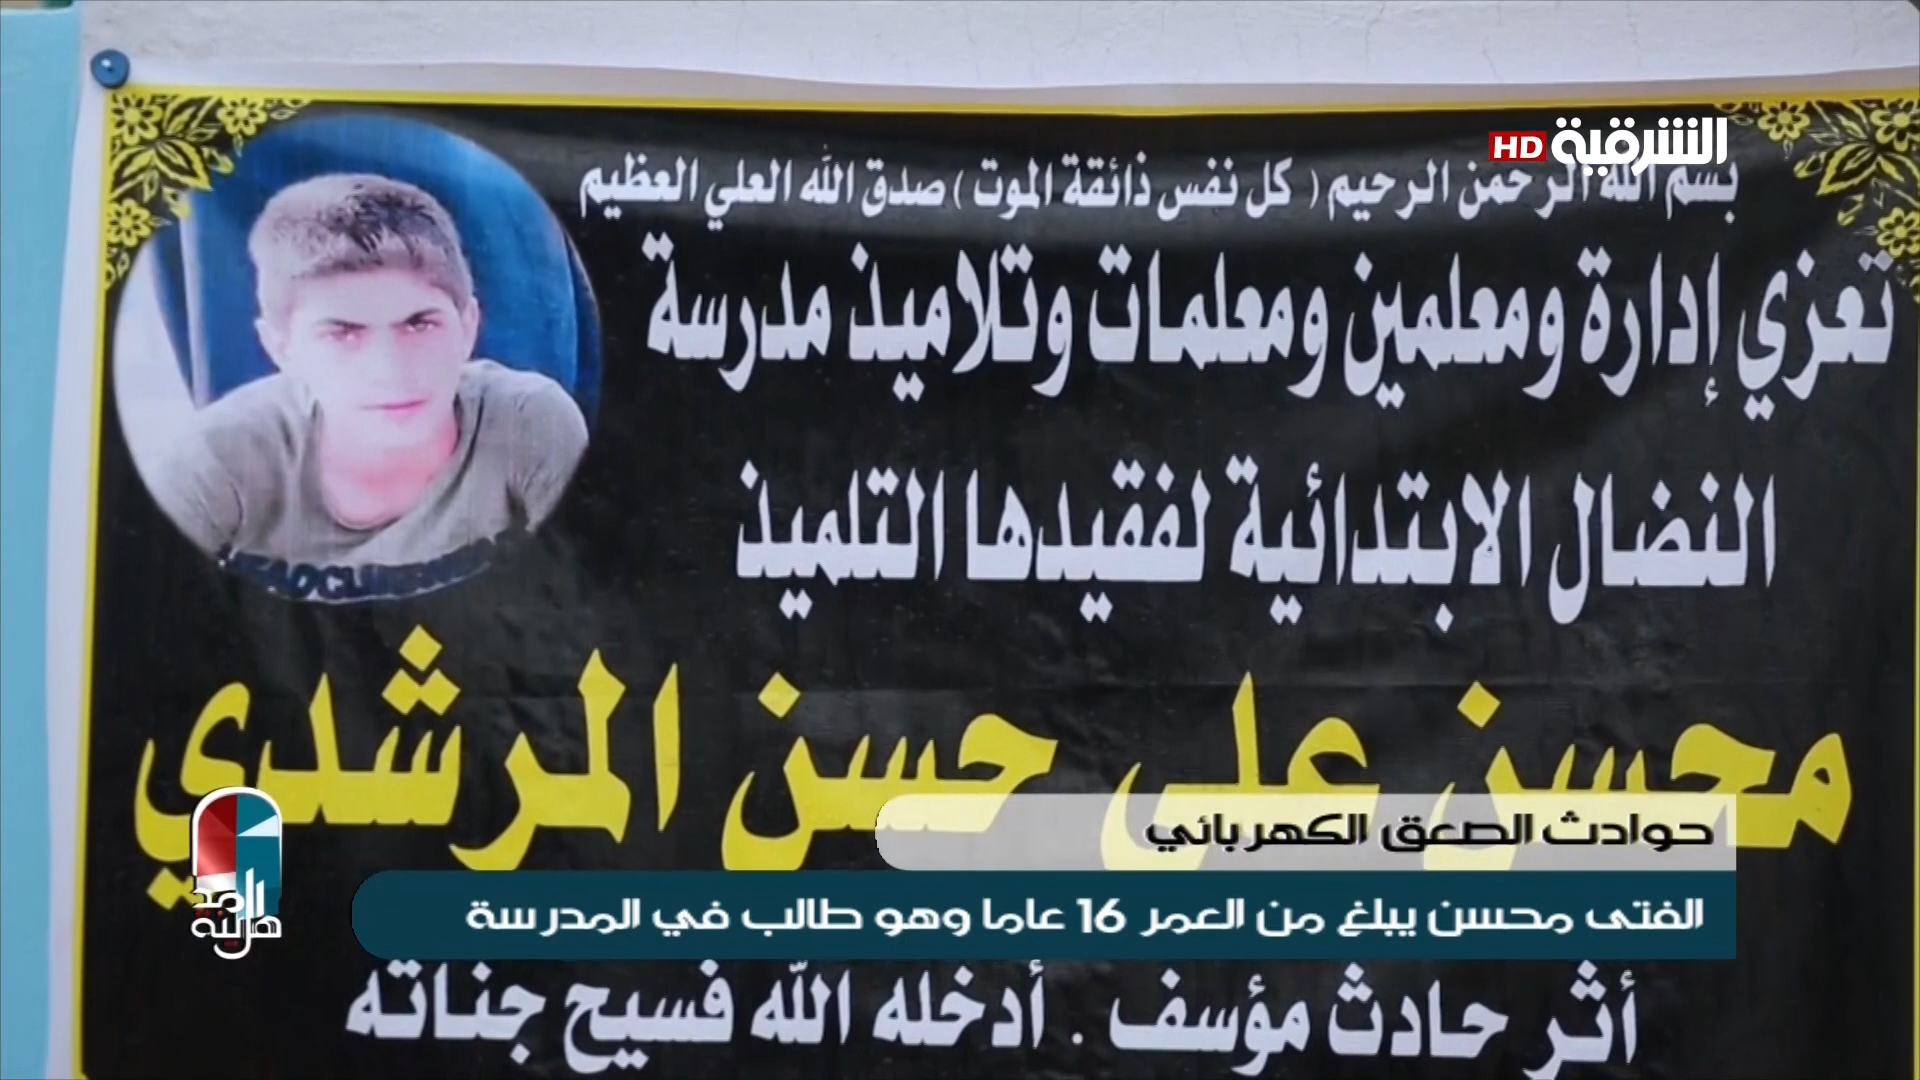 الشرقية HD
بسم الله الرحمن الرحيم ( كل نفس ذائقة الموت ) صدق الله العلي العظيم
تعزي إدارة ومعلمين ومعلمات وتلاميذ مدرسة
النضال الابتدائية لفقيدها التلميذ
محسن علي حسن المرشدي
حوادث الصعق الكهربائي
الفتى محسن يبلغ من العمر 16 عاما وهو طالب في المدرسة
أثر حادث مؤسف . أدخله الله فسيح جناته